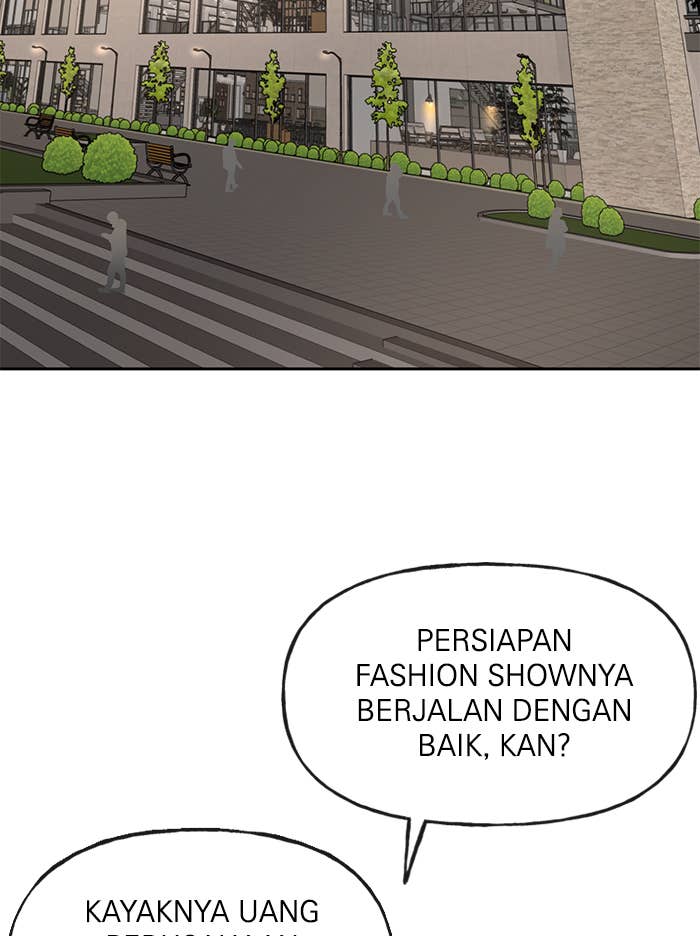 PERSIAPAN
FASHION SHOWNYA
BERJALAN DENGAN
BAIK, KAN?
KAYAKNYA UANG